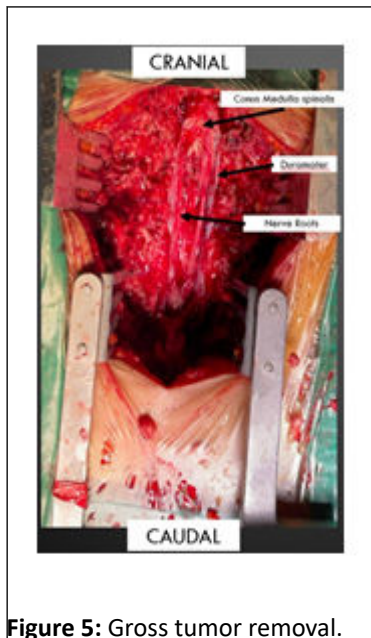 CRANIAL
Conus Medulla spinalis
Duramater
Nerve Roots
CAUDAL
Figure 5: Gross tumor removal.